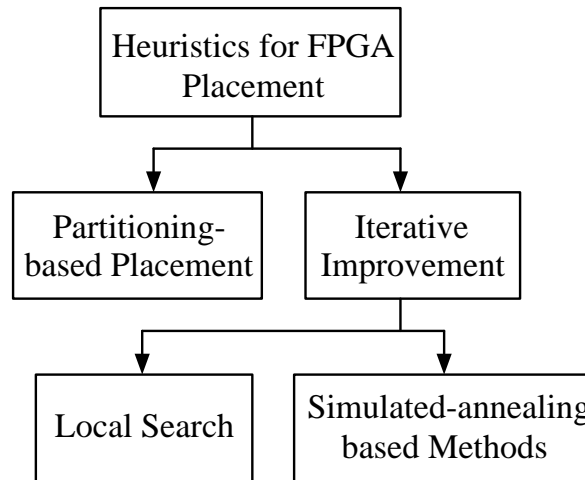 Heuristics for FPGA
Placement
Partitioning-
based Placement
Iterative
Improvement
Local Search
Simulated-annealing
based Methods